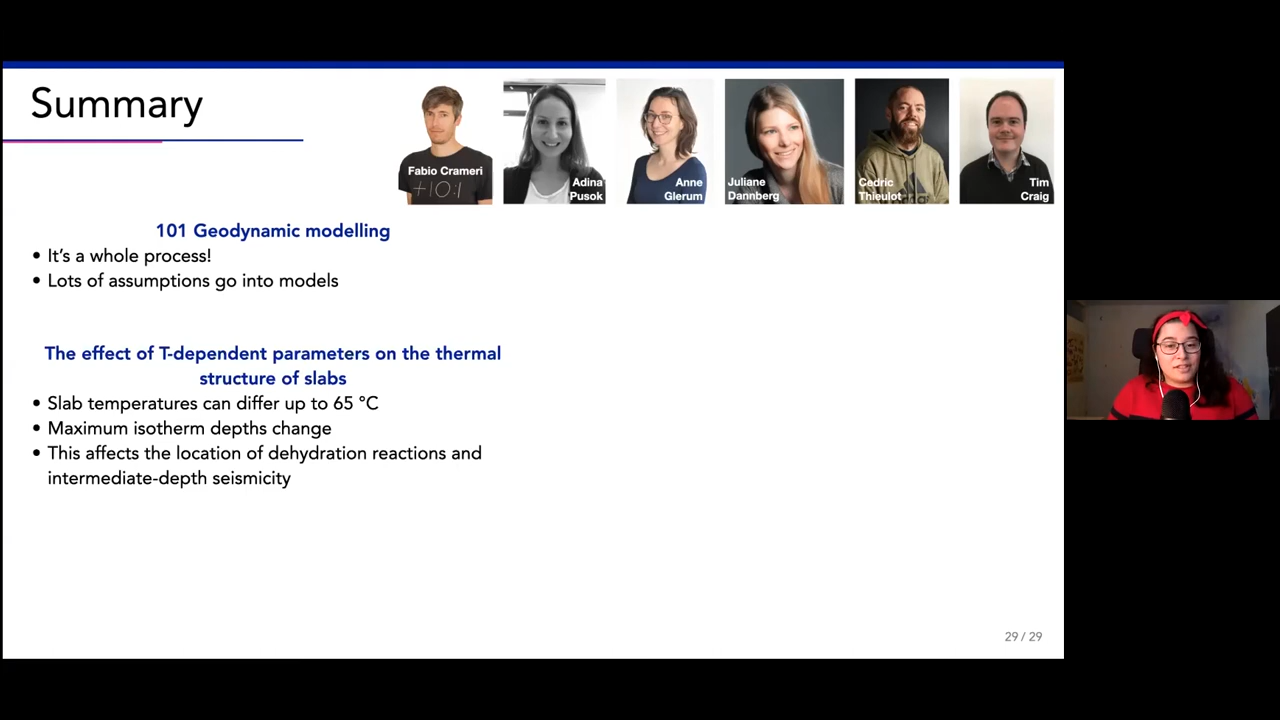 Summary
Fabio Crameri
+10:1
Adina
Pusok
Anne
Glerum
Juliane
Dannberg
Cedric
Thieulot
Tim
Craig
101 Geodynamic modelling
• It's a whole process!
• Lots of assumptions go into models
The effect of T-dependent parameters on the thermal
structure of slabs
• Slab temperatures can differ up to 65 °C
• Maximum isotherm depths change
• This affects the location of dehydration reactions and
intermediate-depth seismicity
29 / 29